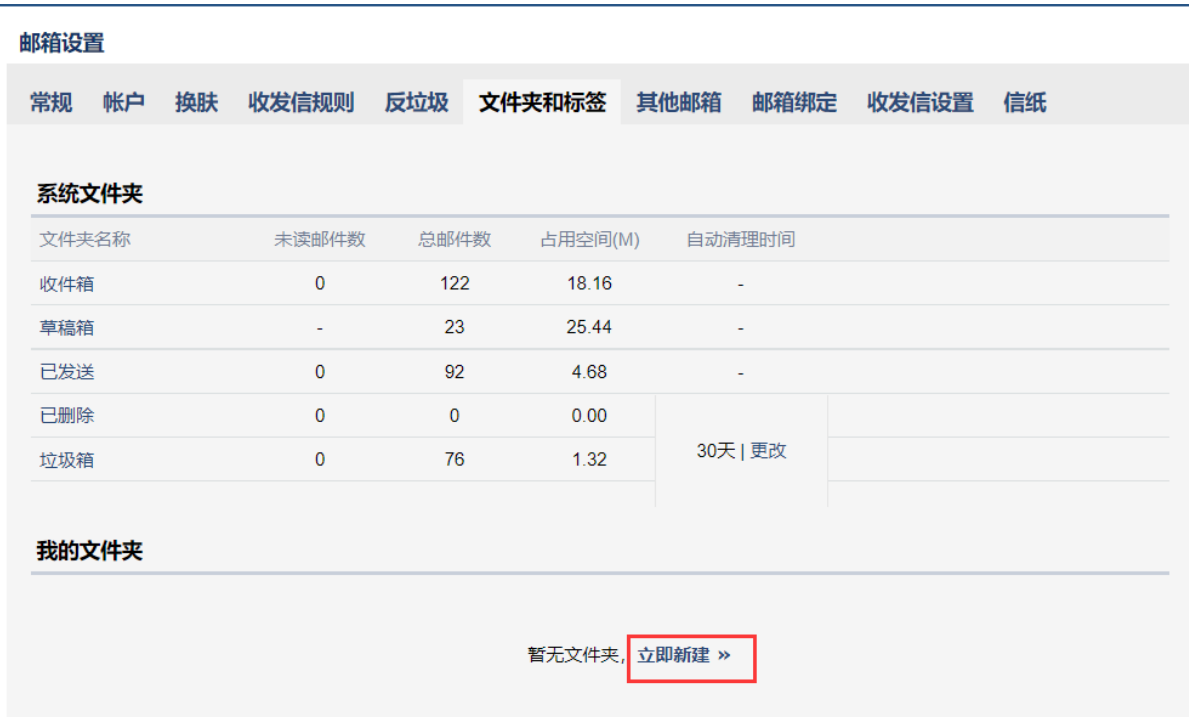 邮箱设置
常规 帐户 换肤 收发信规则 反垃圾 文件夹和标签 其他邮箱 邮箱绑定 收发信设置 信纸
系统文件夹
文件夹名称 未读邮件数 总邮件数 占用空间(M) 自动清理时间
收件箱 0 122 18.16 -
草稿箱 - 23 25.44 -
已发送 0 92 4.68 -
已删除 0 0 0.00
30天 | 更改
垃圾箱 0 76 1.32
我的文件夹
暂无文件夹, 立即新建 »